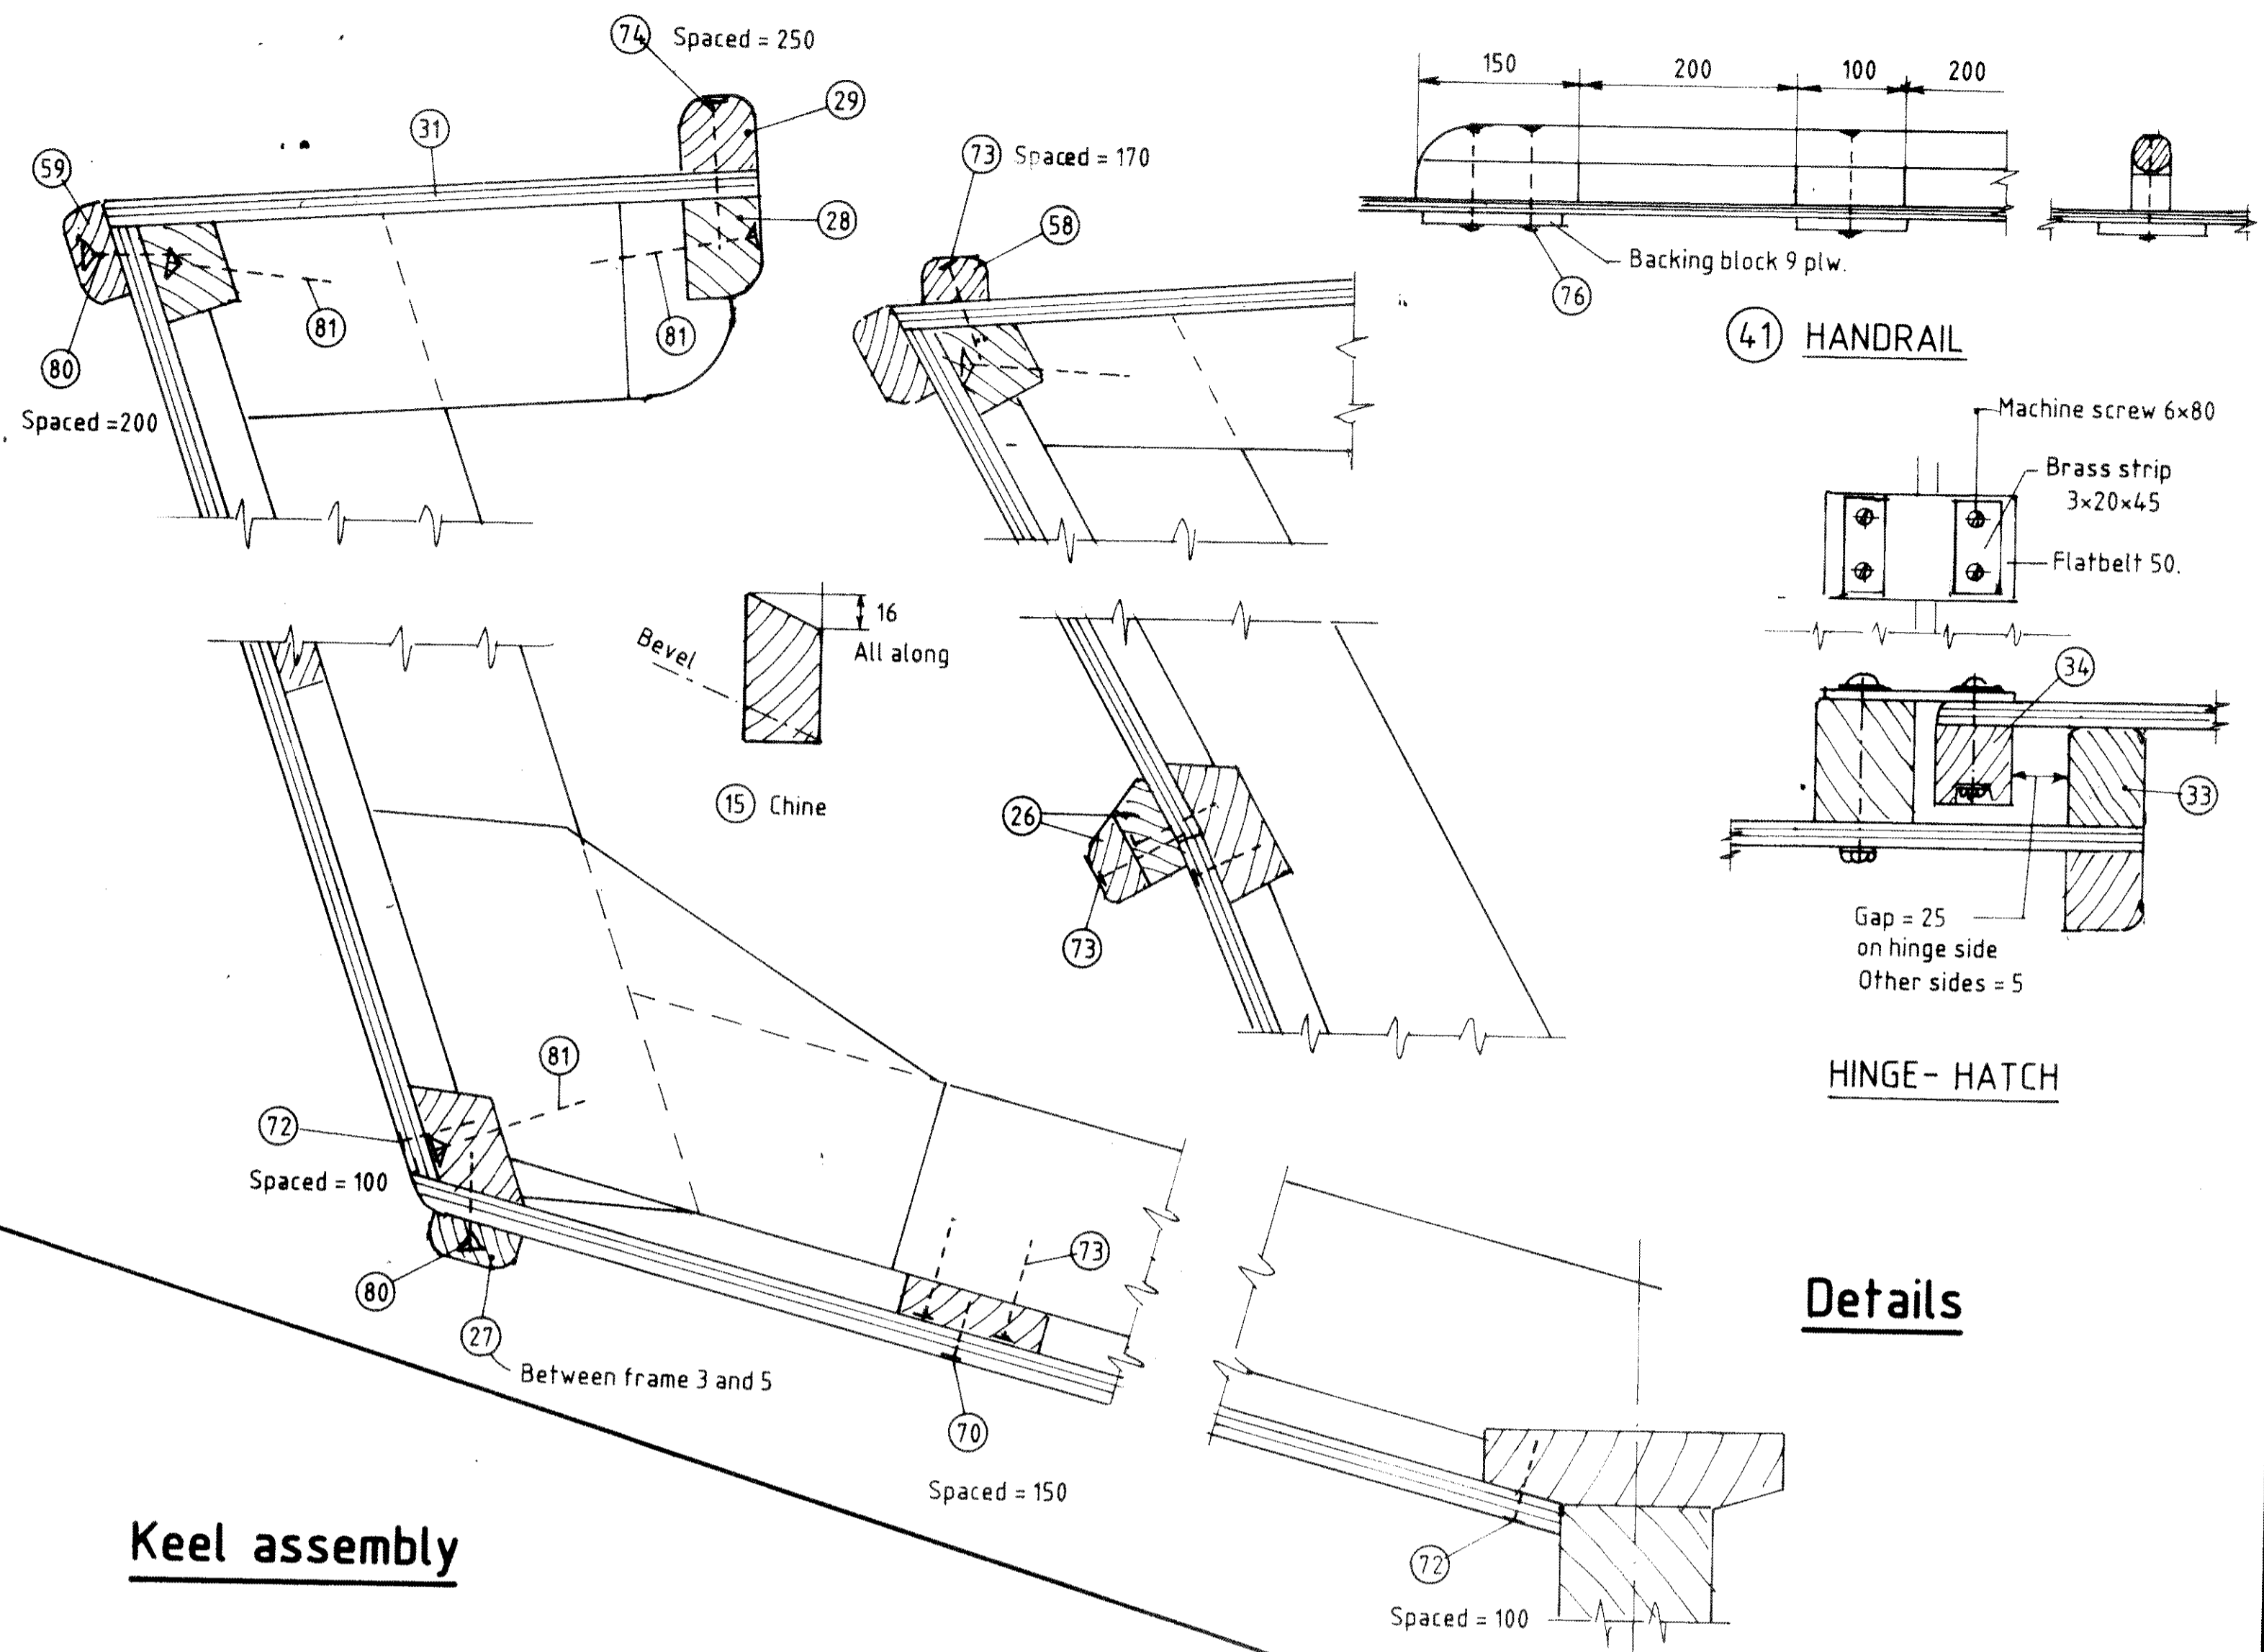 74 Spaced = 250
29
31
59
28
81
81
80
Spaced =200
73 Spaced = 170
58
150 200 100 200
Backing block 9 plw.
76
41 HANDRAIL
Machine screw 6×80
Brass strip
3×20×45
Flatbelt 50.
34
33
Gap = 25
on hinge side
Other sides = 5
HINGE- HATCH
16
All along
Bevel
15 Chine
26
73
81
72
Spaced = 100
80
27
Between frame 3 and 5
73
70
Spaced = 150
72
Spaced = 100
Details
Keel assembly